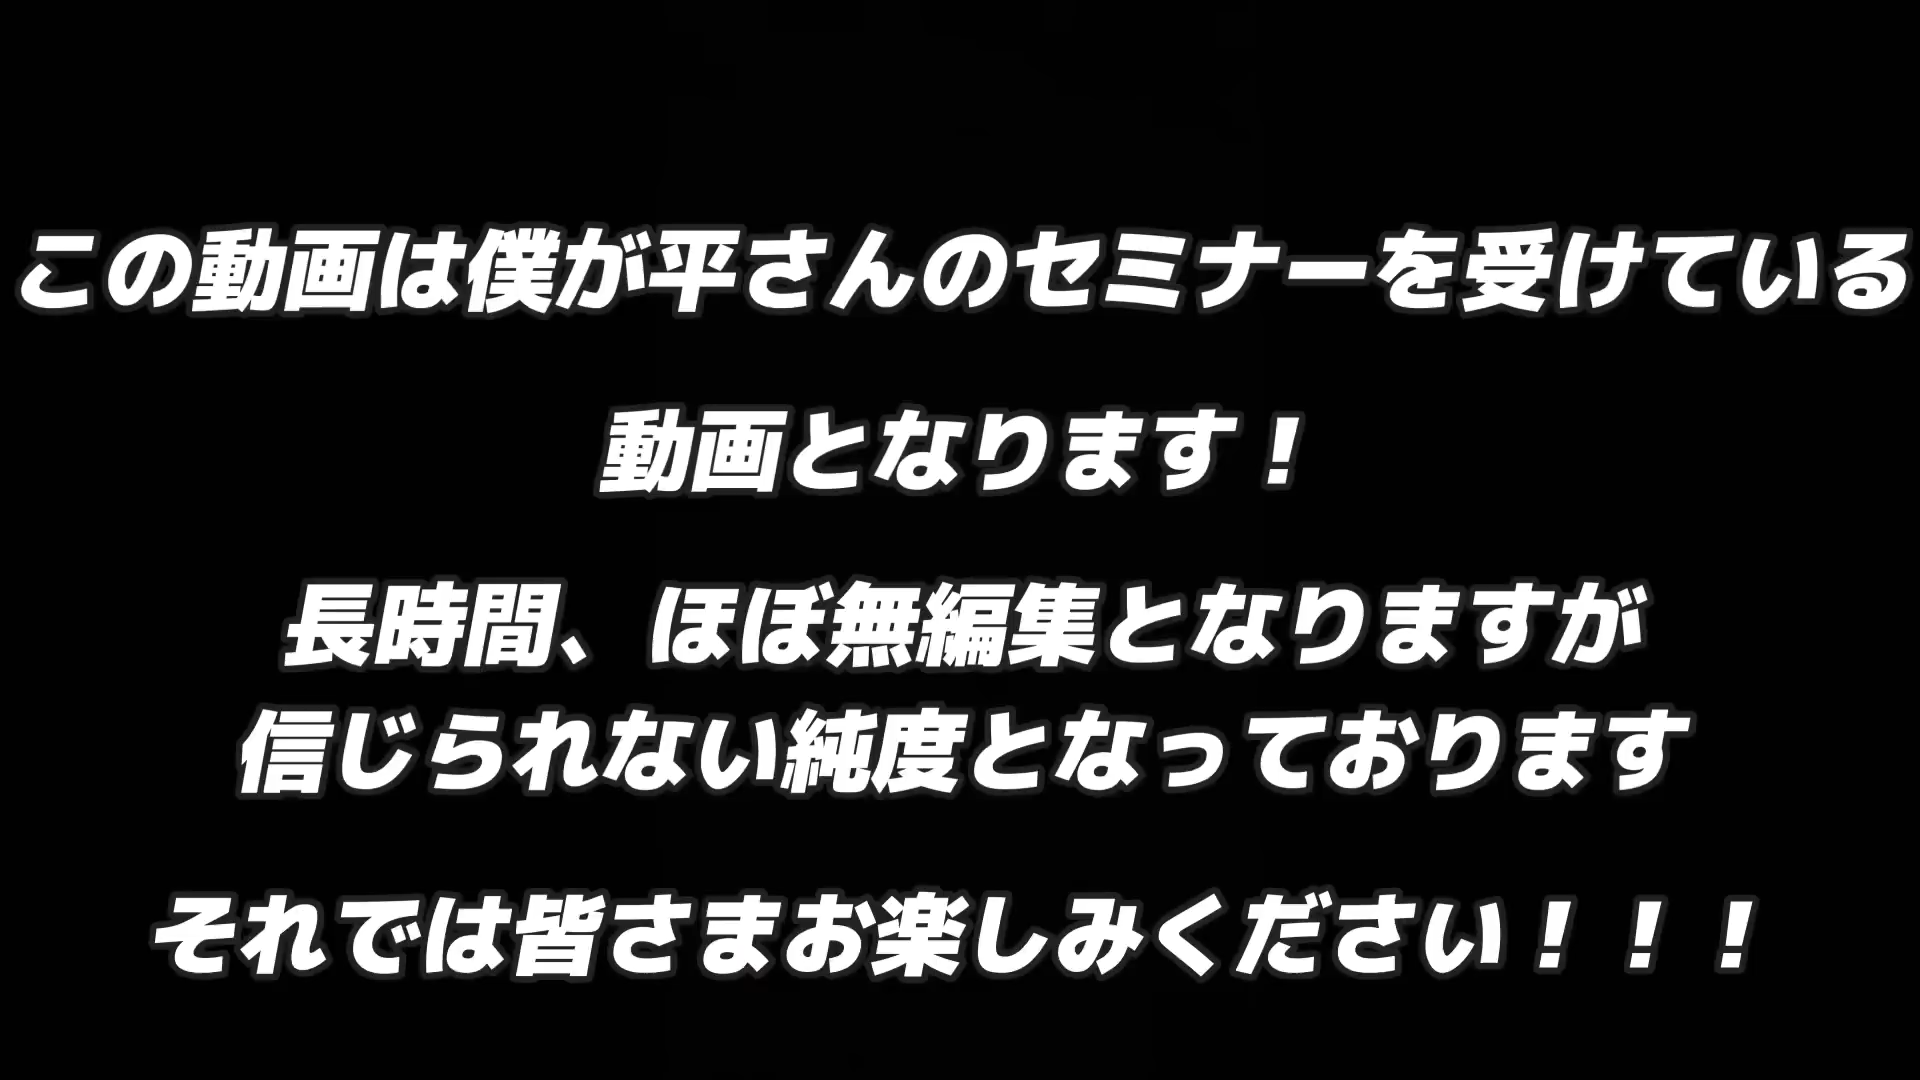 この動画は僕が平さんのセミナーを受けている
動画となります！
長時間、ほぼ無編集となりますが
信じられない純度となっております
それでは皆さまお楽しみください！！！